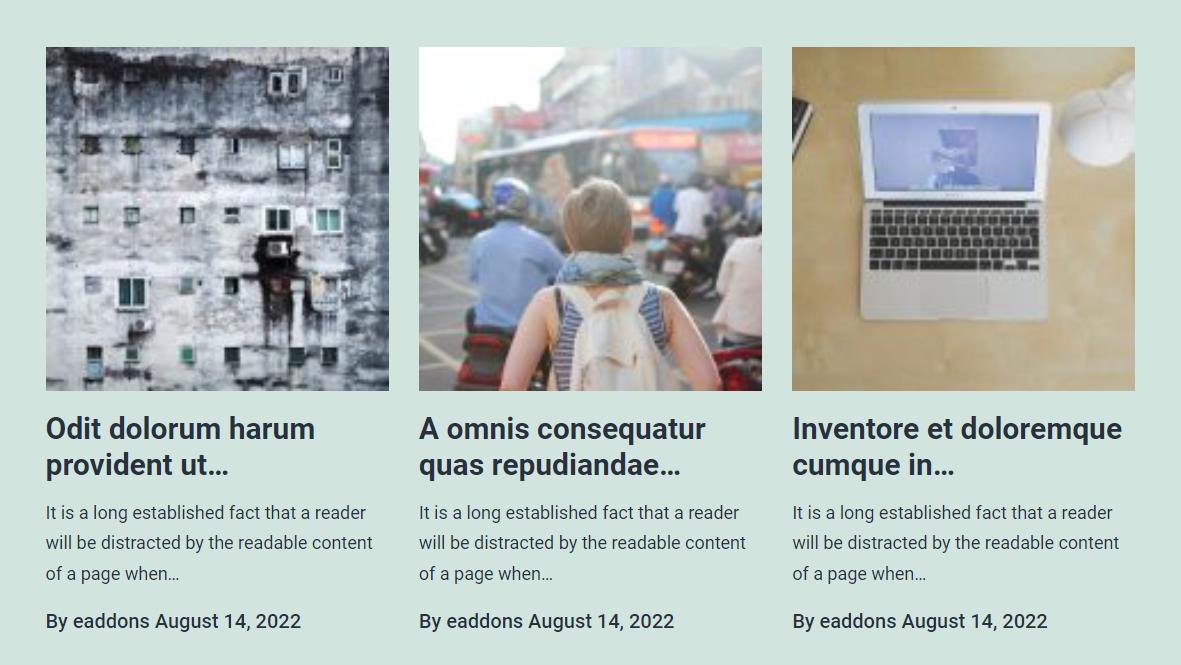 Odit dolorum harum
provident ut...
It is a long established fact that a reader
will be distracted by the readable content
of a page when...
By eaddons August 14, 2022
A omnis consequatur
quas repudiandae...
It is a long established fact that a reader
will be distracted by the readable content
of a page when...
By eaddons August 14, 2022
Inventore et doloremque
cumque in...
It is a long established fact that a reader
will be distracted by the readable content
of a page when...
By eaddons August 14, 2022